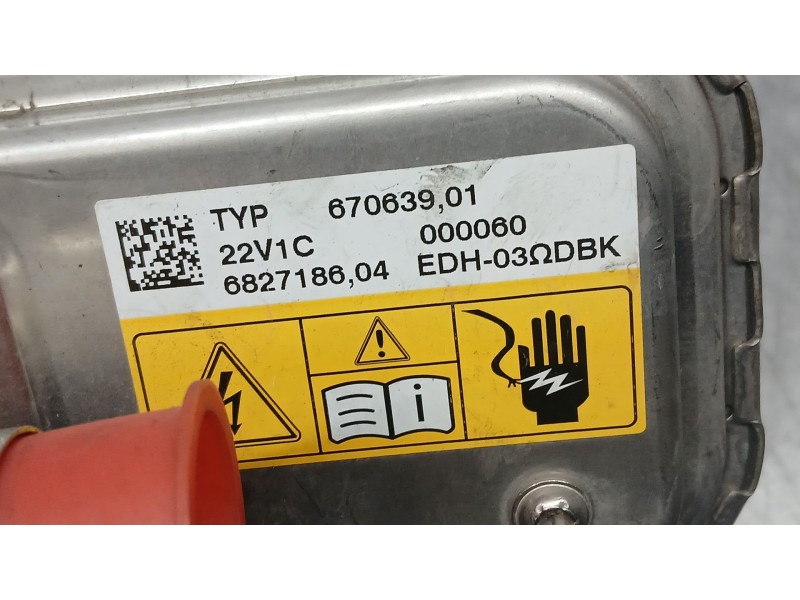 TYP 670639,01
22V1C 000060
6827186,04 EDH-03ΩDBK
i